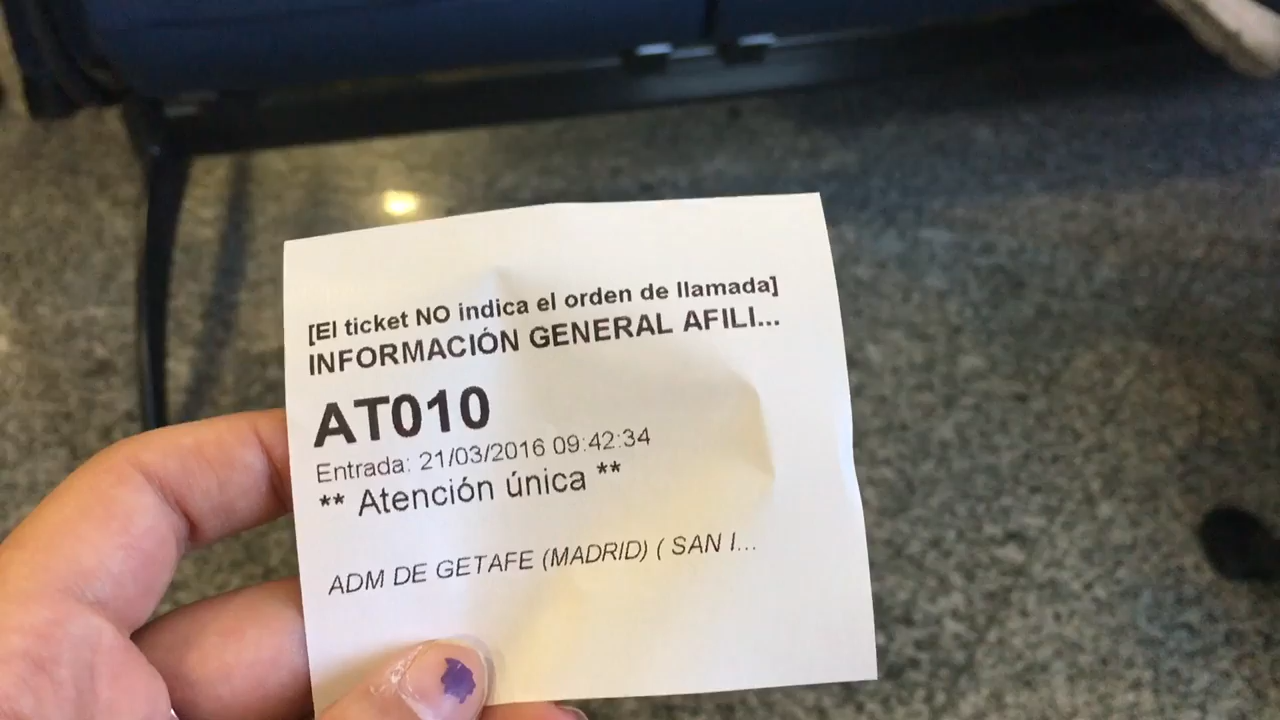 [El ticket NO indica el orden de llamada]
INFORMACIÓN GENERAL AFILI...
AT010
Entrada: 21/03/2016 09:42:34
** Atención única **
ADM DE GETAFE (MADRID) ( SAN I...